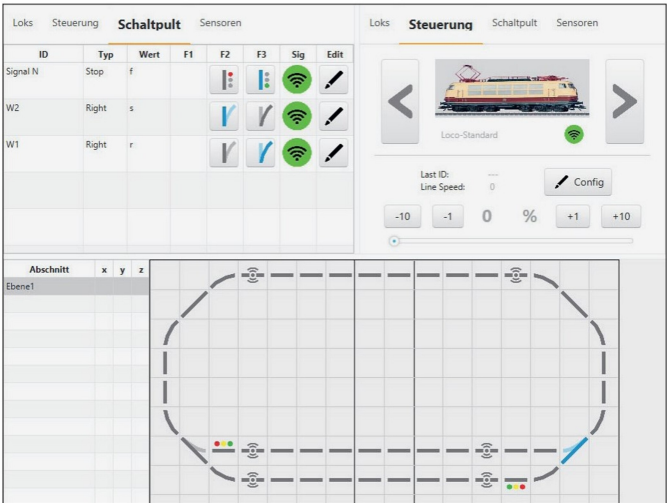 Loks Steuerung Schaltpult Sensoren
ID Typ Wert F1 F2 F3 Sig Edit
Signal N Stop f
W2 Right s
W1 Right r
Loks Steuerung Schaltpult Sensoren
Loco-Standard
Last ID: ---
Line Speed: 0
Config
-10 -1 0 % +1 +10
Abschnitt x y z
Ebene1